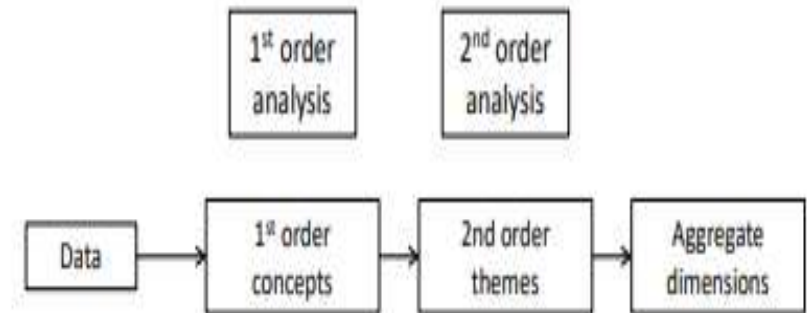 1st order
analysis
2nd order
analysis
Data
1st order
concepts
2nd order
themes
Aggregate
dimensions